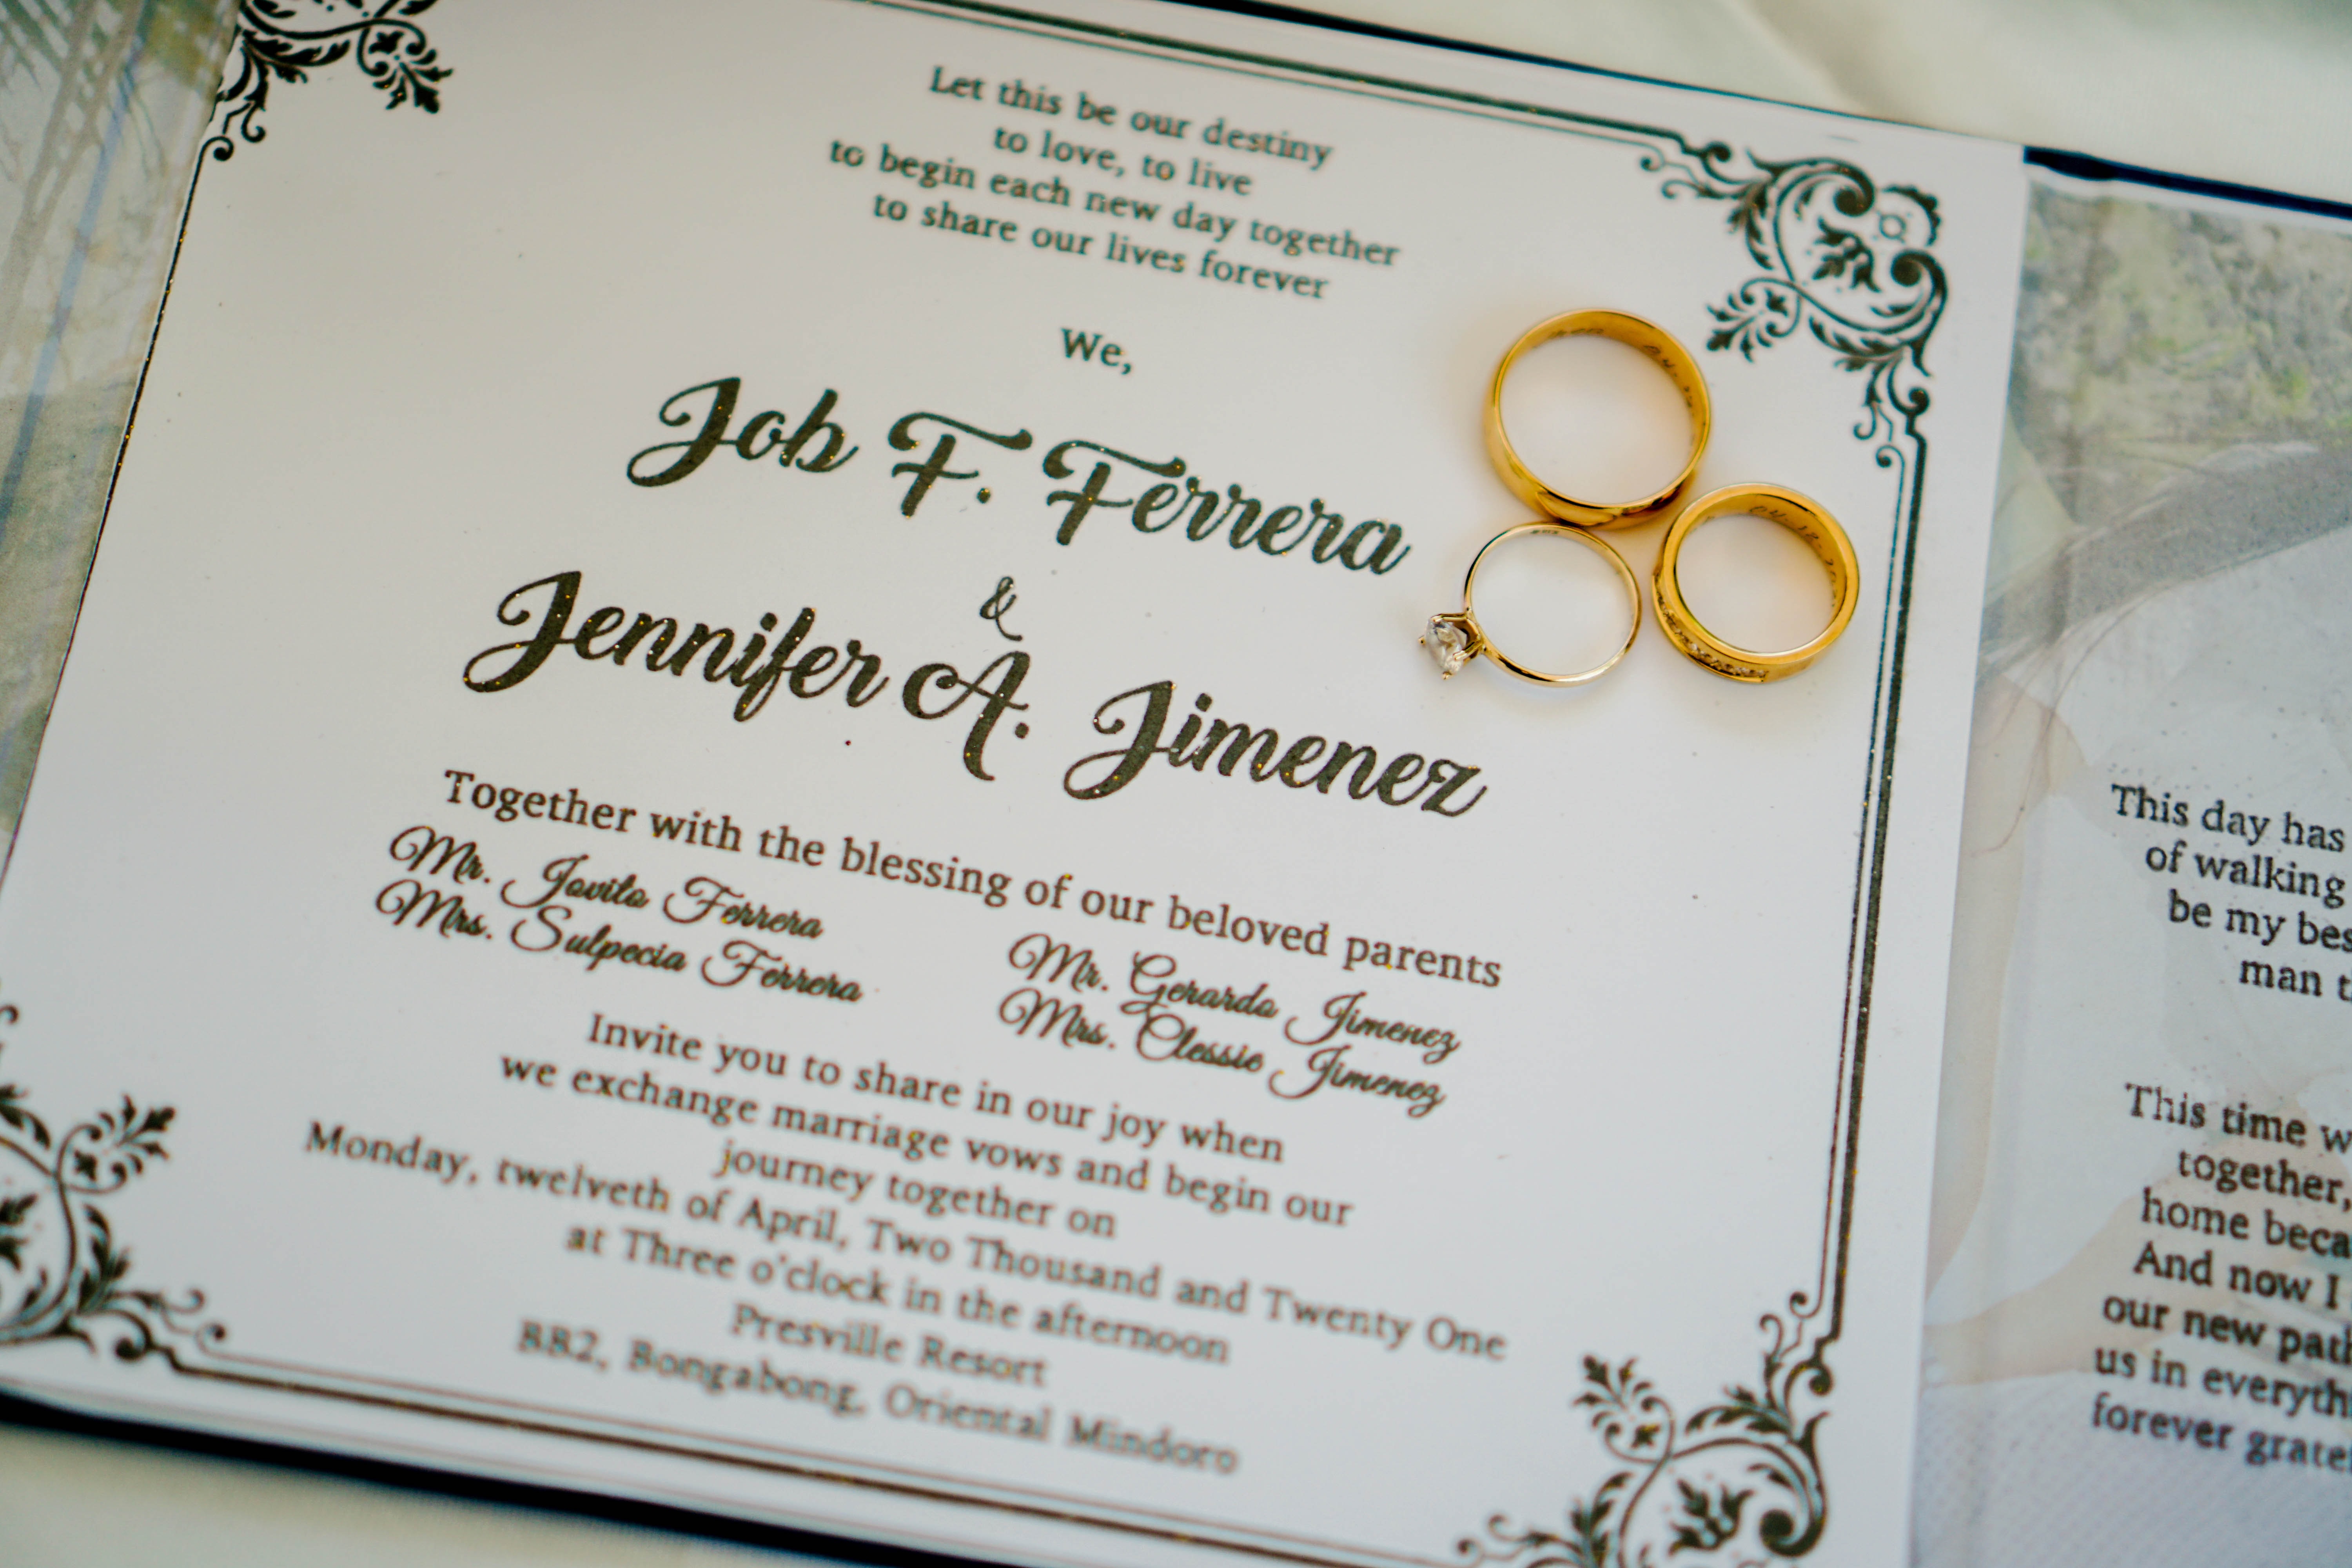 Let this be our destiny
to love, to live
to begin each new day together
to share our lives forever
We,
Job F. Ferrera
&
Jennifer A. Jimenez
Together with the blessing of our beloved parents
Mr. Jovito Ferrera
Mrs. Sulpecia Ferrera
Mr. Gerardo Jimenez
Mrs. Clessie Jimenez
Invite you to share in our joy when
we exchange marriage vows and begin our
journey together on
Monday, twelveth of April, Two Thousand and Twenty One
at Three o'clock in the afternoon
Presville Resort
BB2, Bongabong, Oriental Mindoro
This day has
of walking
be my bes
man t
This time w
together,
home beca
And now I
our new path
us in everyth
forever grate